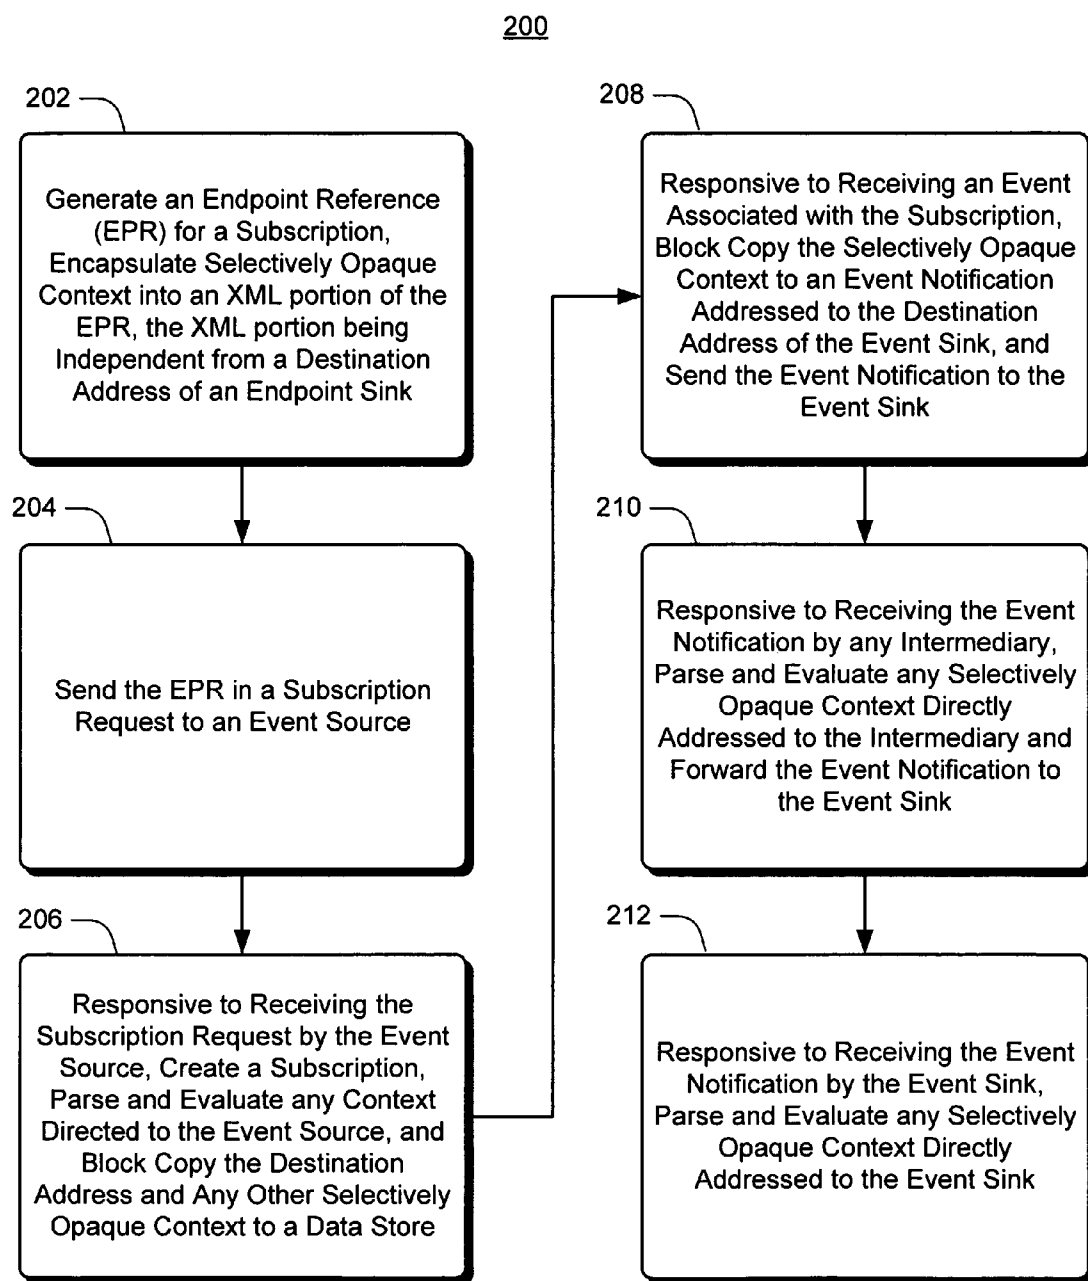 200
202
Generate an Endpoint Reference
(EPR) for a Subscription,
Encapsulate Selectively Opaque
Context into an XML portion of the
EPR, the XML portion being
Independent from a Destination
Address of an Endpoint Sink
204
Send the EPR in a Subscription
Request to an Event Source
206
Responsive to Receiving the
Subscription Request by the Event
Source, Create a Subscription,
Parse and Evaluate any Context
Directed to the Event Source, and
Block Copy the Destination
Address and Any Other Selectively
Opaque Context to a Data Store
208
Responsive to Receiving an Event
Associated with the Subscription,
Block Copy the Selectively Opaque
Context to an Event Notification
Addressed to the Destination
Address of the Event Sink, and
Send the Event Notification to the
Event Sink
210
Responsive to Receiving the Event
Notification by any Intermediary,
Parse and Evaluate any Selectively
Opaque Context Directly
Addressed to the Intermediary and
Forward the Event Notification to
the Event Sink
212
Responsive to Receiving the Event
Notification by the Event Sink,
Parse and Evaluate any Selectively
Opaque Context Directly
Addressed to the Event Sink